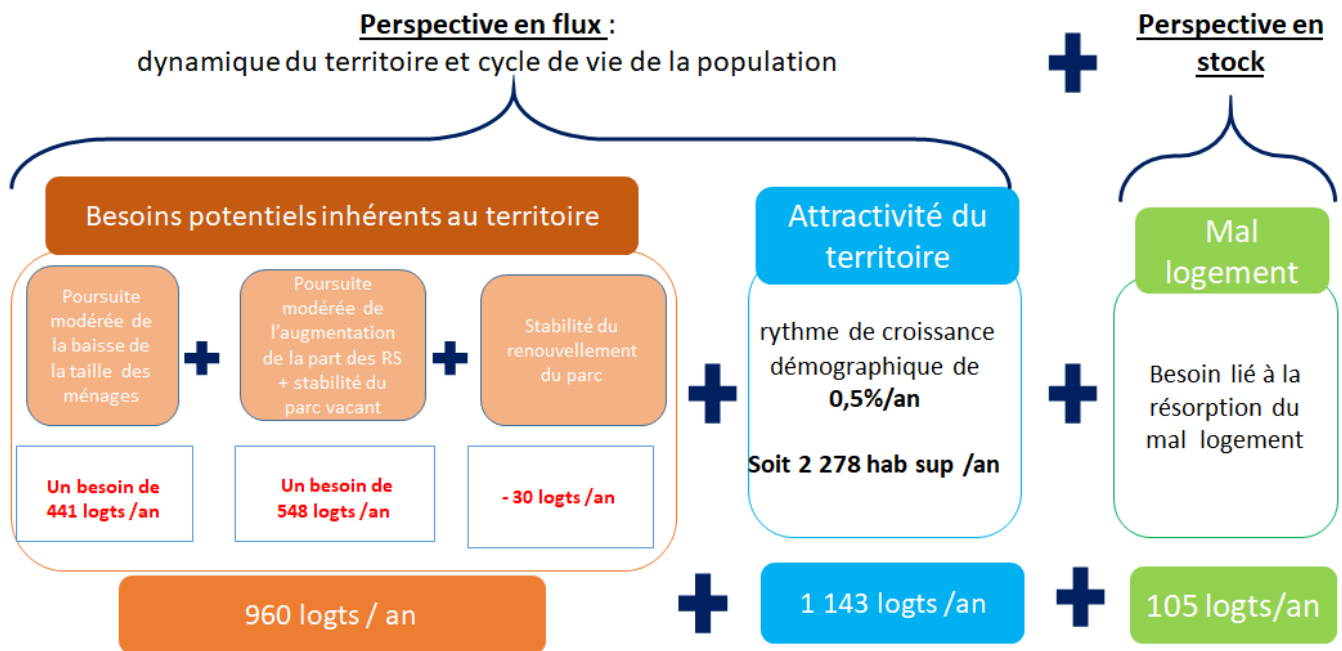 Perspective en flux :
dynamique du territoire et cycle de vie de la population
Perspective en
stock
Besoins potentiels inhérents au territoire
Poursuite
modérée de
la baisse de
la taille des
ménages
Poursuite
modérée de
l'augmentation
de la part des RS
+ stabilité du
parc vacant
Stabilité du
renouvellement
du parc
Un besoin de
441 logts /an
Un besoin de
548 logts /an
- 30 logts /an
960 logts / an
Attractivité du
territoire
rythme de croissance
démographique de
0,5%/an
Soit 2 278 hab sup /an
1 143 logts /an
Mal
logement
Besoin lié à la
résorption du
mal logement
105 logts/an